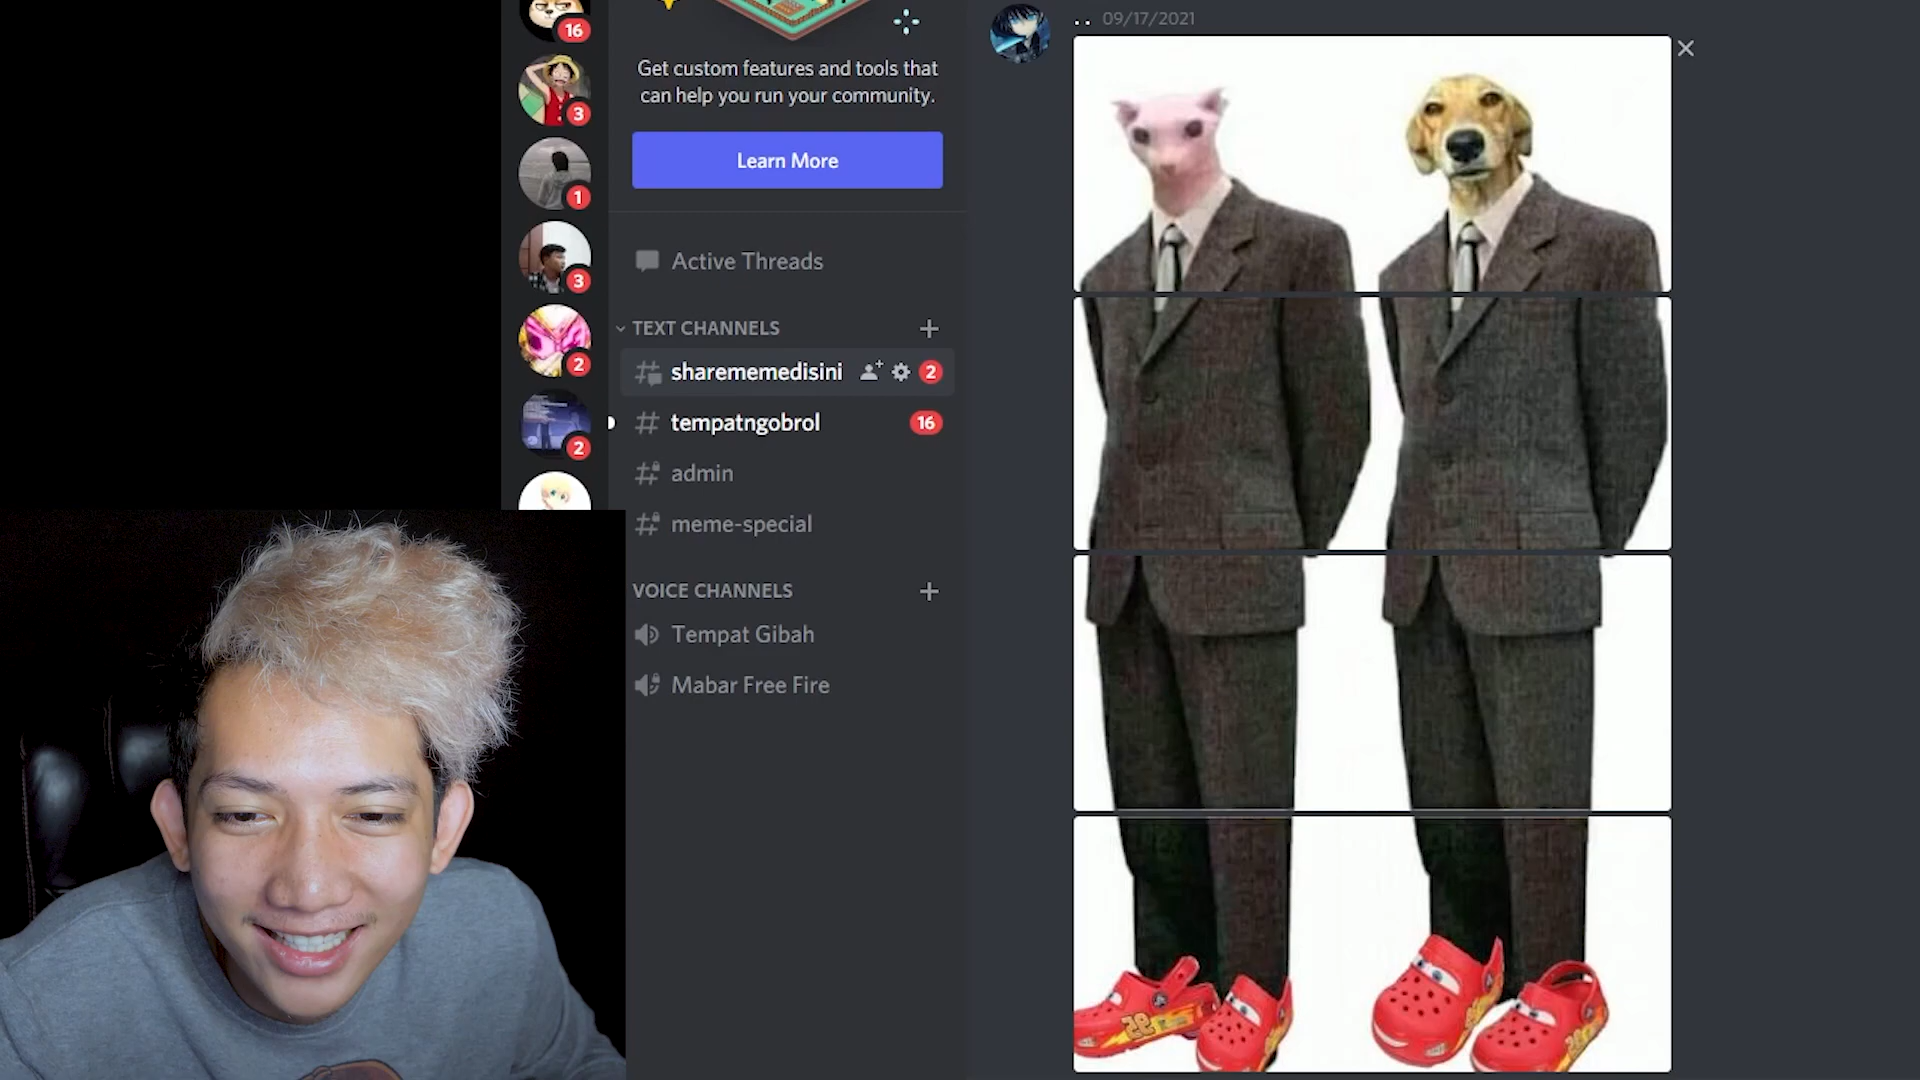 16
3
1
3
2
2
Get custom features and tools that
can help you run your community.
Learn More
Active Threads
TEXT CHANNELS
sharememedisini 2
tempatngobrol 16
admin
meme-special
VOICE CHANNELS
Tempat Gibah
Mabar Free Fire
. . 09/17/2021
95
95